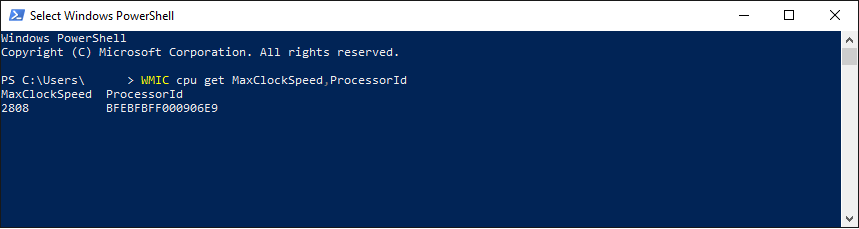 Select Windows PowerShell
Windows PowerShell
Copyright (C) Microsoft Corporation. All rights reserved.
PS C:\Users\      > WMIC cpu get MaxClockSpeed,ProcessorId
MaxClockSpeed  ProcessorId
2808           BFEBFBFF000906E9